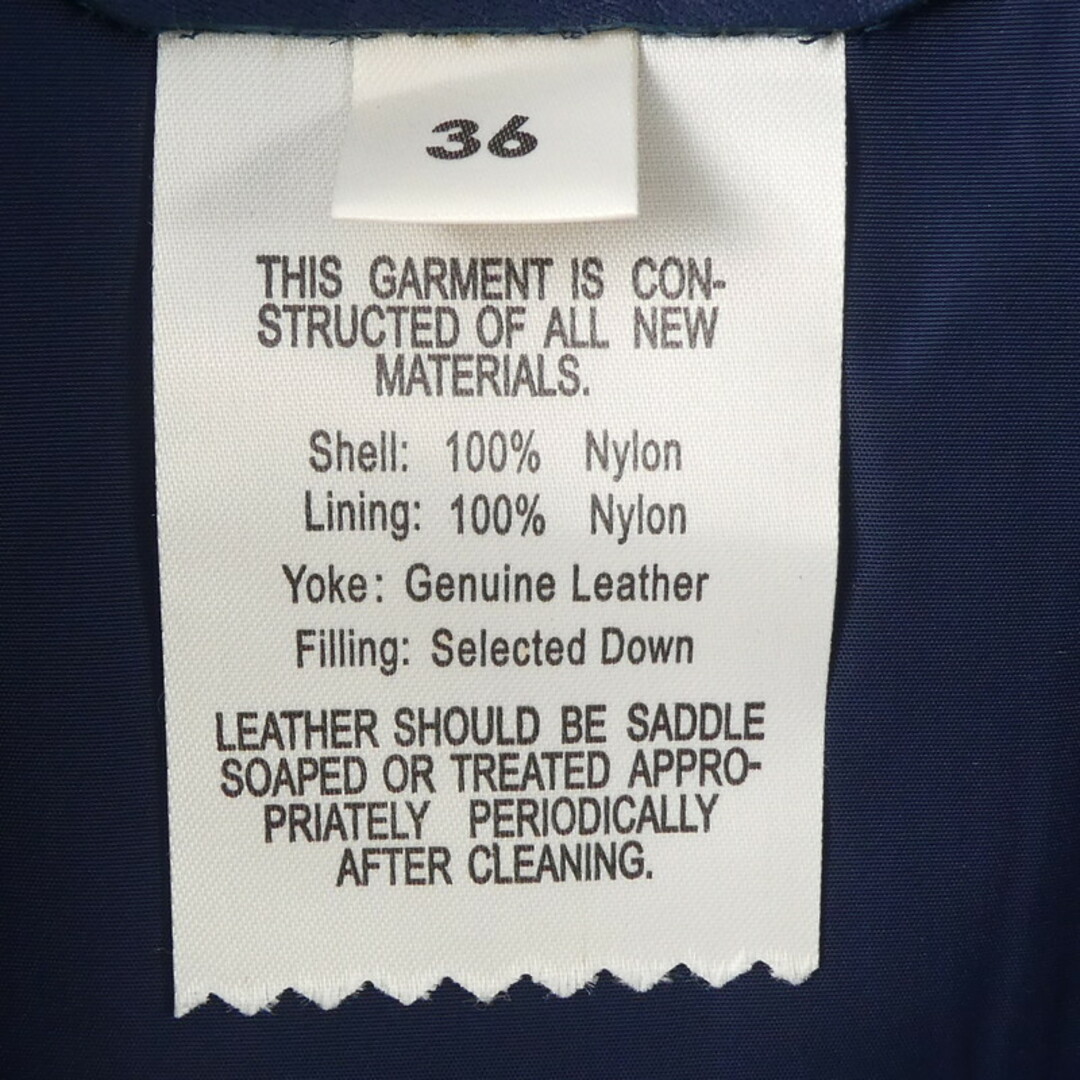 36
THIS GARMENT IS CON-
STRUCTED OF ALL NEW
MATERIALS.
Shell: 100% Nylon
Lining: 100% Nylon
Yoke: Genuine Leather
Filling: Selected Down
LEATHER SHOULD BE SADDLE
SOAPED OR TREATED APPRO-
PRIATELY PERIODICALLY
AFTER CLEANING.